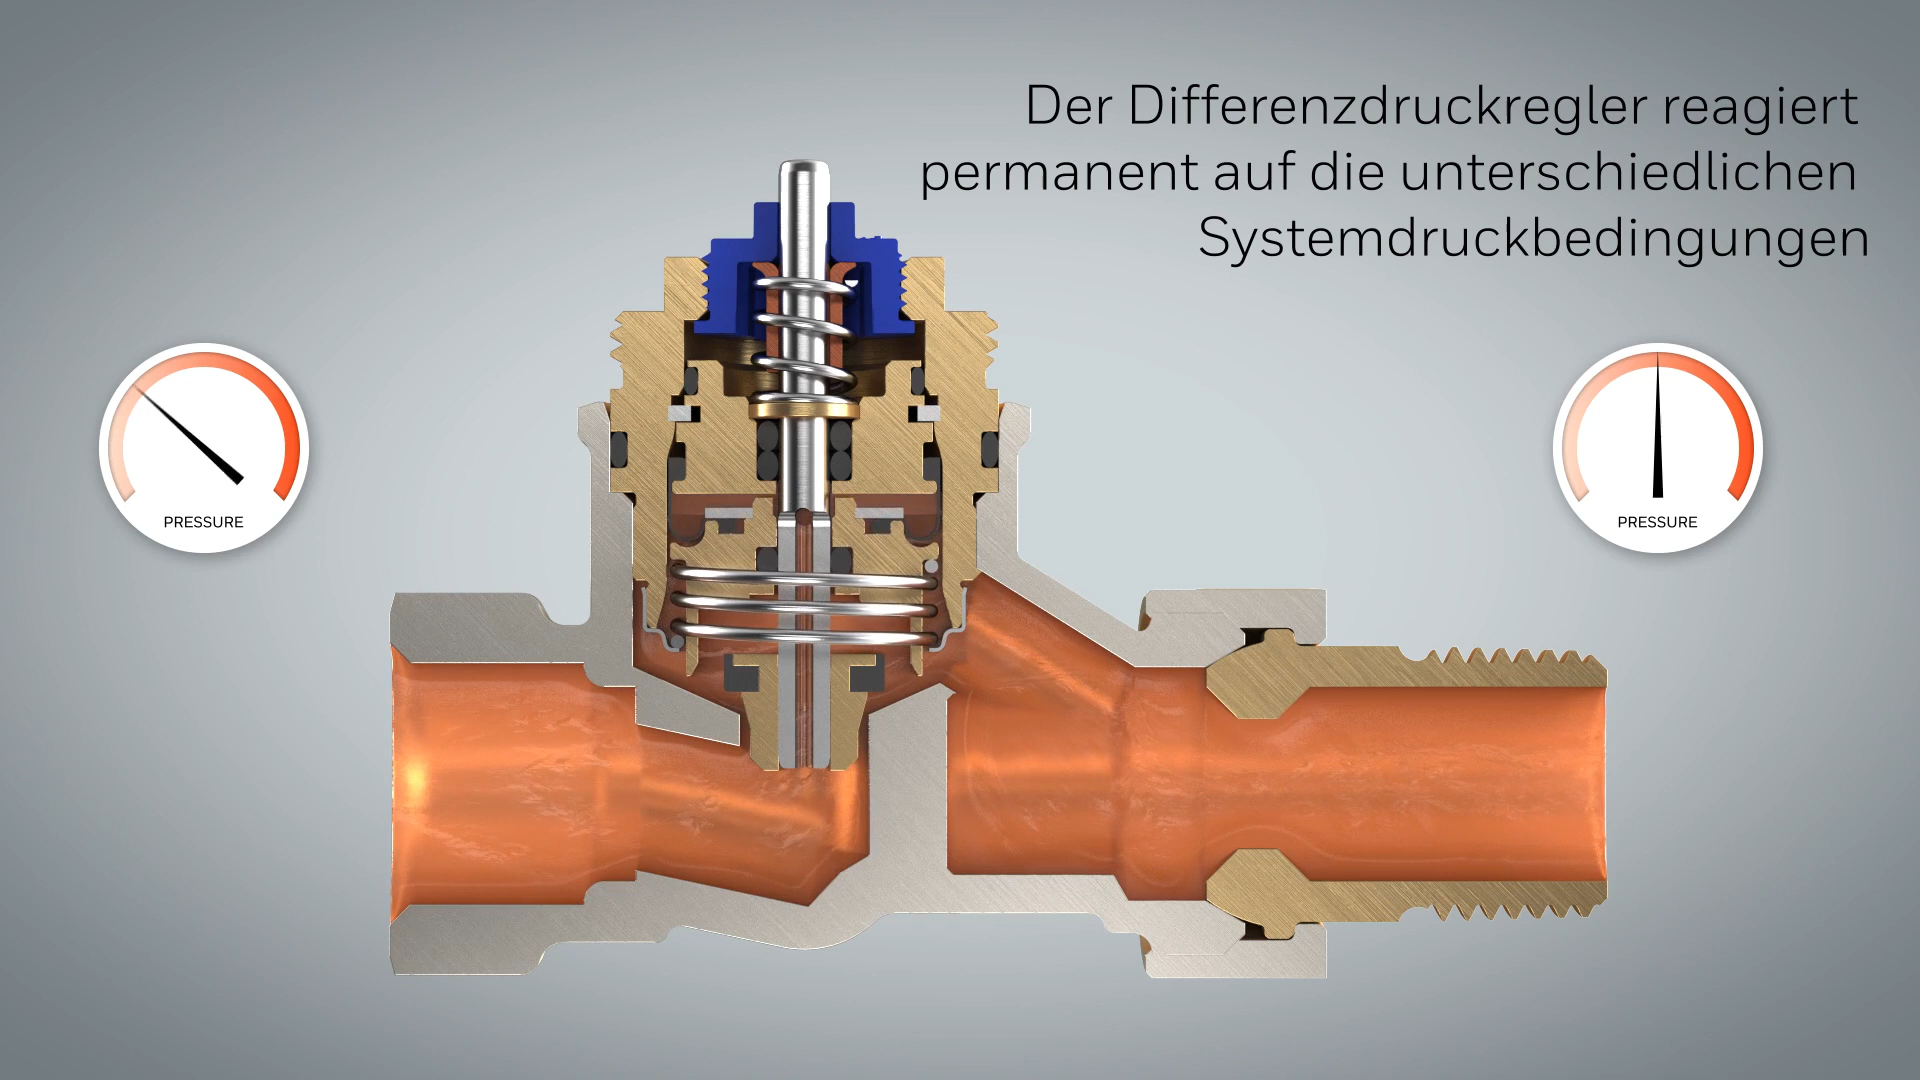 Der Differenzdruckregler reagiert
permanent auf die unterschiedlichen
Systemdruckbedingungen
PRESSURE
PRESSURE